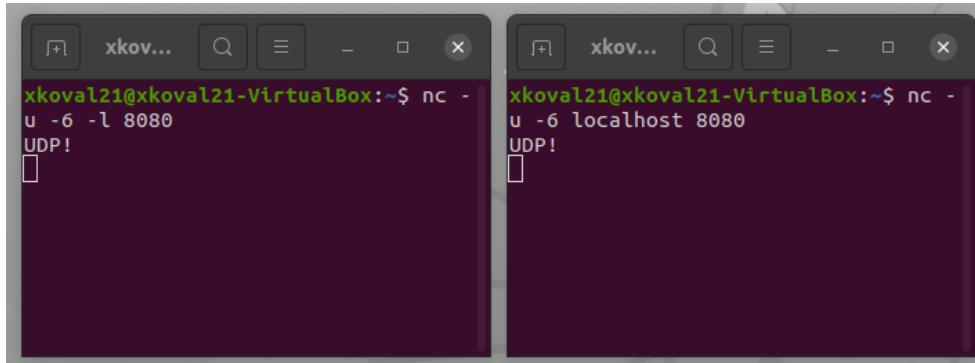 xkov...
xkoval21@xkoval21-VirtualBox:~$ nc -
u -6 -l 8080
UDP!
xkov...
xkoval21@xkoval21-VirtualBox:~$ nc -
u -6 localhost 8080
UDP!